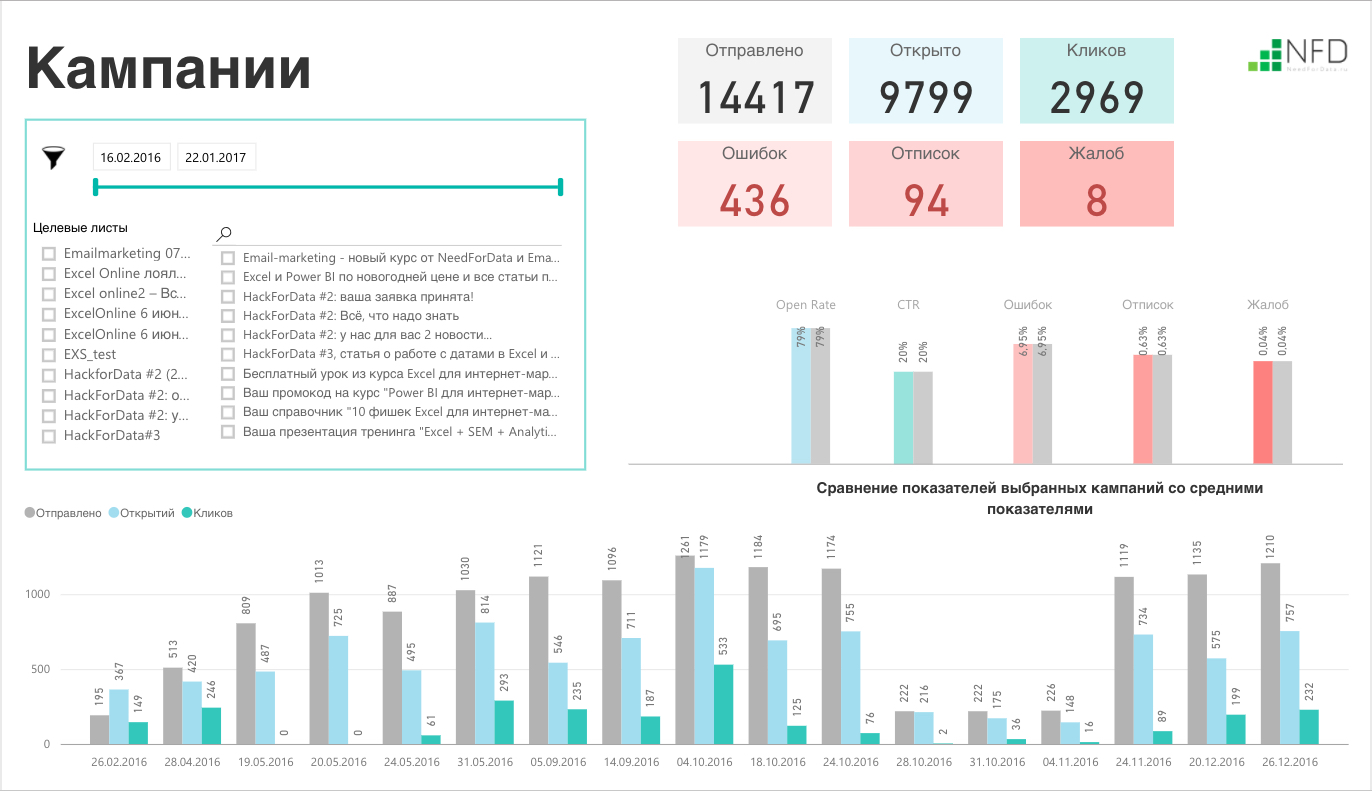 Кампании
Отправлено
14417
Открыто
9799
Кликов
2969
NFD
NeedForData.ru
Ошибок
436
Отписок
94
Жалоб
8
16.02.2016
22.01.2017
Целевые листы
Emailmarketing 07...
Excel Online лоял...
Excel online2 – Вс...
ExcelOnline 6 июн...
ExcelOnline 6 июн...
EXS_test
HackforData #2 (2...
HackForData #2: о...
HackForData #2: у...
HackForData#3
Email-marketing - новый курс от NeedForData и Ema...
Excel и Power BI по новогодней цене и все статьи п...
HackForData #2: ваша заявка принята!
HackForData #2: Всё, что надо знать
HackForData #2: у нас для вас 2 новости...
HackForData #3, статья о работе с датами в Excel и ...
Бесплатный урок из курса Excel для интернет-мар...
Ваш промокод на курс "Power BI для интернет-мар...
Ваш справочник "10 фишек Excel для интернет-ма...
Ваша презентация тренинга "Excel + SEM + Analyti...
Open Rate CTR Ошибок Отписок Жалоб
79% 79% 20% 20% 6,95% 6,95% 0,63% 0,63% 0,04% 0,04%
Сравнение показателей выбранных кампаний со средними
показателями
Отправлено Открытий Кликов
1000
500
0
195 367 149
513 420 246
809 487 0
1013 725 0
887 495 61
1030 814 293
1121 546 235
1096 711 187
1261 1179 533
1184 695 125
1174 755 76
222 216 2
222 175 36
226 148 16
1119 734 89
1135 575 199
1210 757 232
26.02.2016 28.04.2016 19.05.2016 20.05.2016 24.05.2016 31.05.2016 05.09.2016 14.09.2016 04.10.2016 18.10.2016 24.10.2016 28.10.2016 31.10.2016 04.11.2016 24.11.2016 20.12.2016 26.12.2016